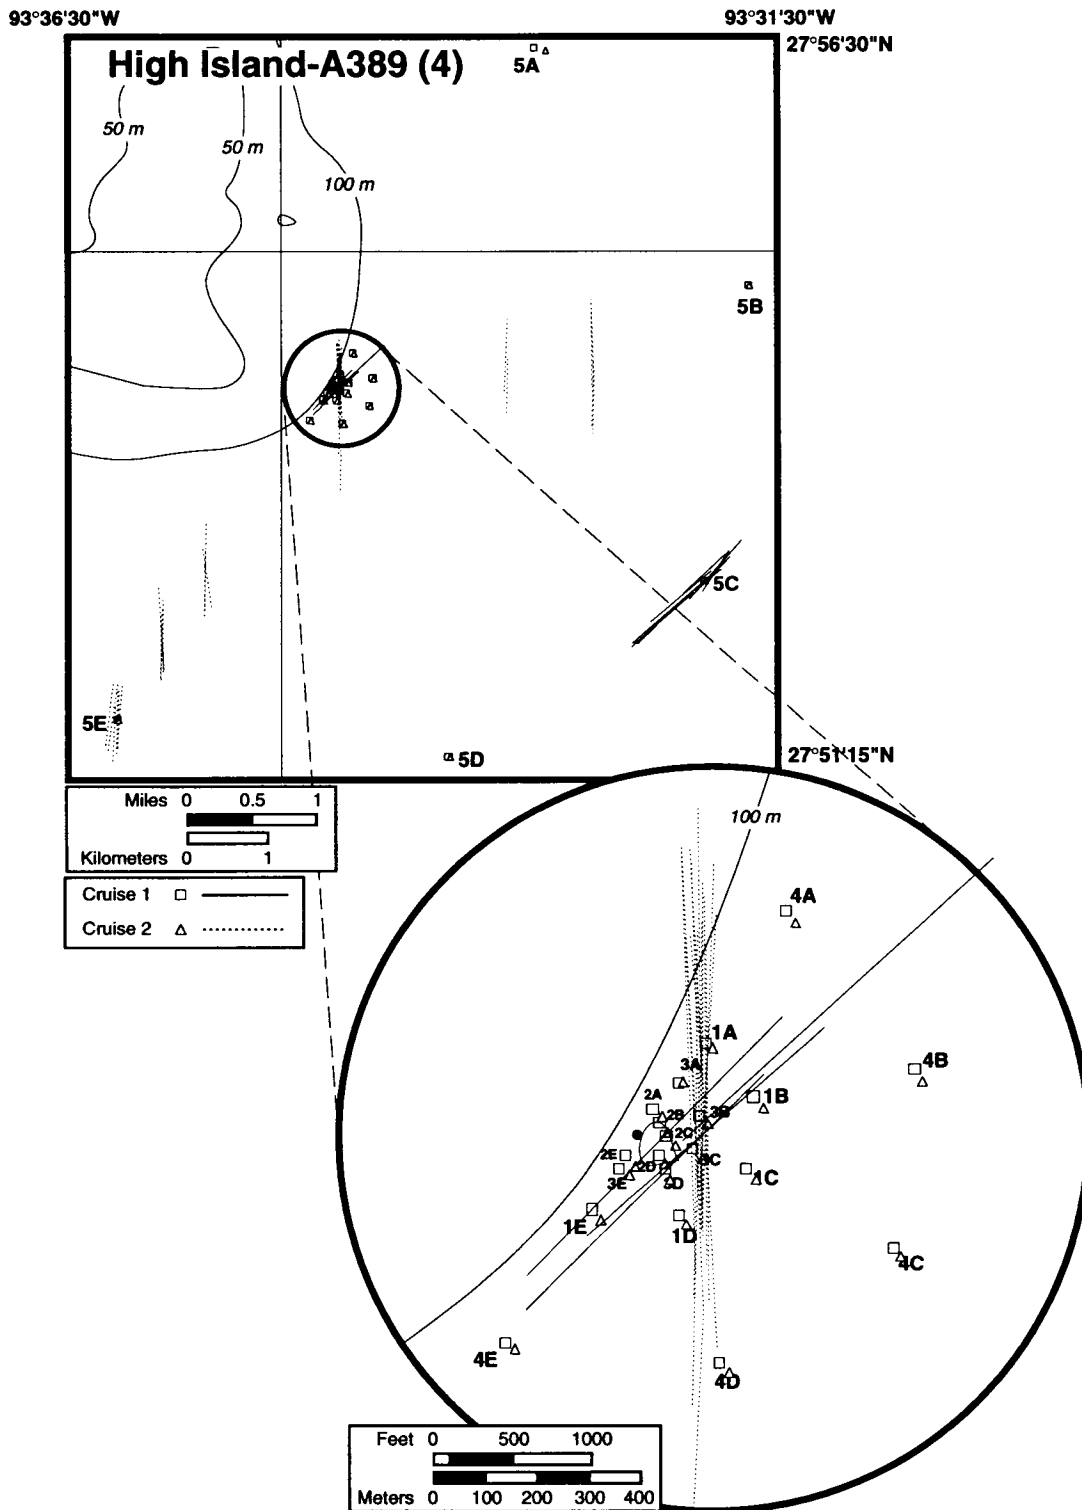 93°36'30"W
93°31'30"W
27°56'30"N
High Island-A389 (4)
5A
50 m
50 m
100 m
5B
5C
5E
5D
27°51'15"N
Miles 0 0.5 1
Kilometers 0 1
Cruise 1
Cruise 2
100 m
4A
1A
3A
4B
2A
1B
2B
3B
2C
2E
2D
3C
1C
3E
3D
1E
1D
4C
4E
4D
Feet 0 500 1000
Meters 0 100 200 300 400